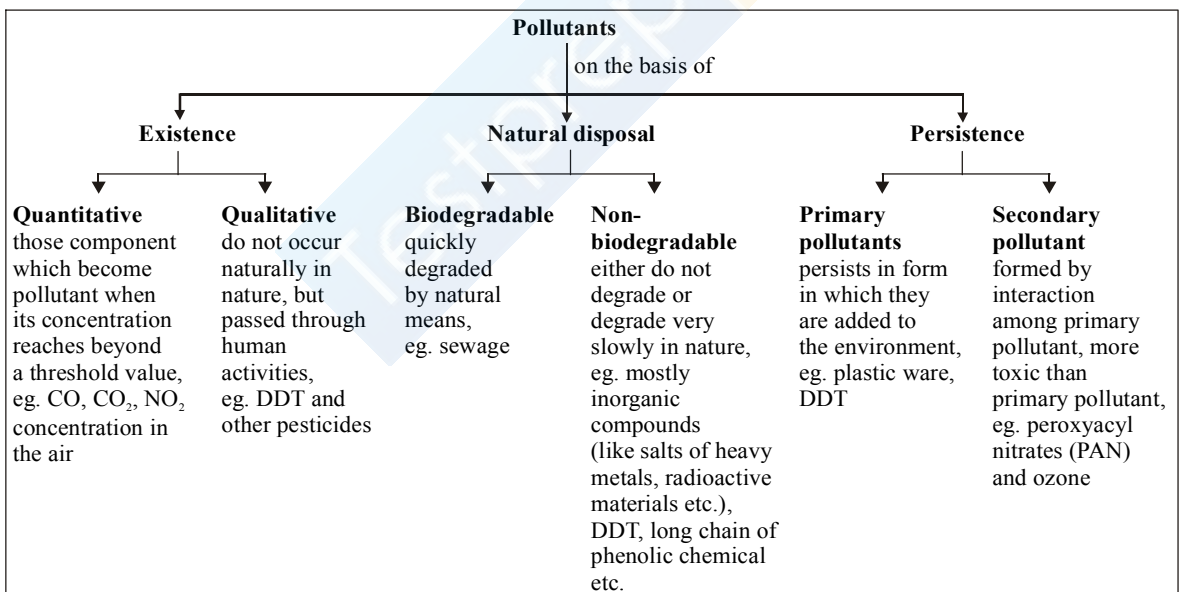 Pollutants
on the basis of
Existence
Natural disposal
Persistence
Quantitative
those component
which become
pollutant when
its concentration
reaches beyond
a threshold value,
eg. CO, CO₂, NO₂
concentration in
the air
Qualitative
do not occur
naturally in
nature, but
passed through
human
activities,
eg. DDT and
other pesticides
Biodegradable
quickly
degraded
by natural
means,
eg. sewage
Non-
biodegradable
either do not
degrade or
degrade very
slowly in nature,
eg. mostly
inorganic
compounds
(like salts of heavy
metals, radioactive
materials etc.),
DDT, long chain of
phenolic chemical
etc.
Primary
pollutants
persists in form
in which they
are added to
the environment,
eg. plastic ware,
DDT
Secondary
pollutant
formed by
interaction
among primary
pollutant, more
toxic than
primary pollutant,
eg. peroxyacyl
nitrates (PAN)
and ozone
Testprep